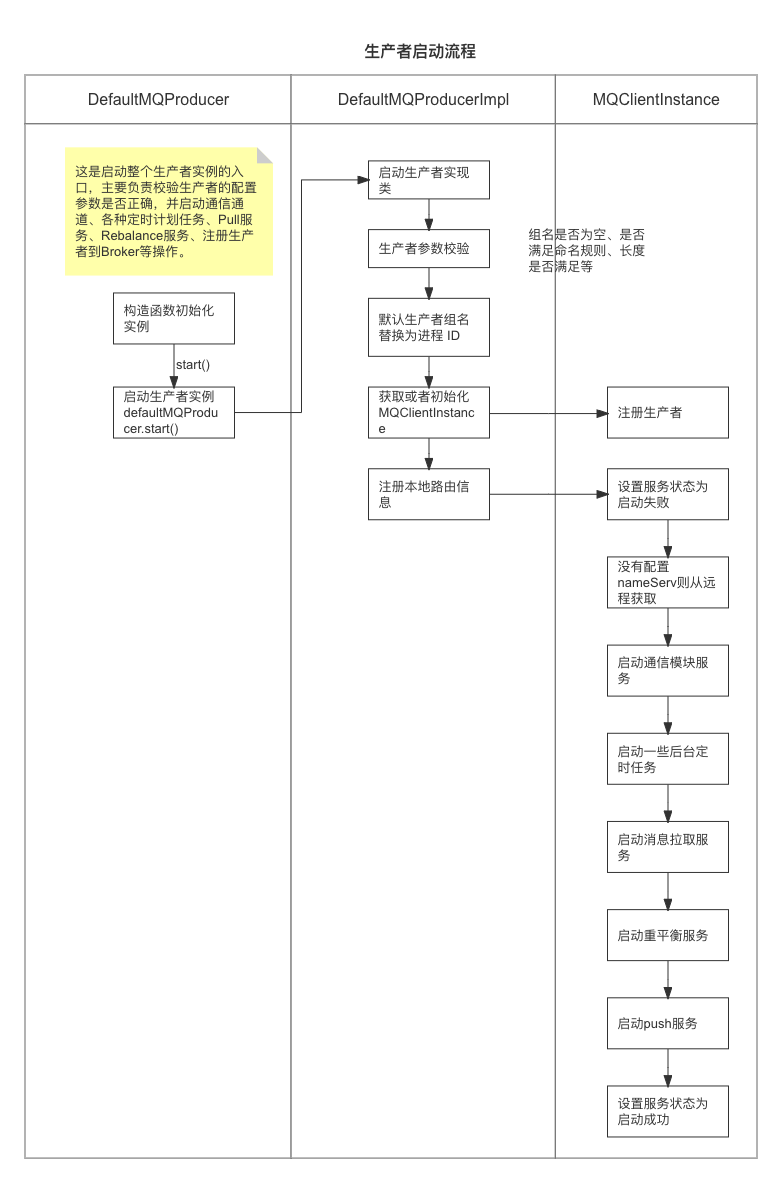 生产者启动流程
DefaultMQProducer
DefaultMQProducerImpl
MQClientInstance
这是启动整个生产者实例的入
口，主要负责校验生产者的配置
参数是否正确，并启动通信通
道、各种定时计划任务、Pull服
务、Rebalance服务、注册生产
者到Broker等操作。
构造函数初始化
实例
start()
启动生产者实例
defaultMQProdu
cer.start()
启动生产者实现
类
生产者参数校验
组名是否为空、是否
满足命名规则、长度
是否满足等
默认生产者组名
替换为进程 ID
获取或者初始化
MQClientInstanc
e
注册本地路由信
息
注册生产者
设置服务状态为
启动失败
没有配置
nameServ则从远
程获取
启动通信模块服
务
启动一些后台定
时任务
启动消息拉取服
务
启动重平衡服务
启动push服务
设置服务状态为
启动成功